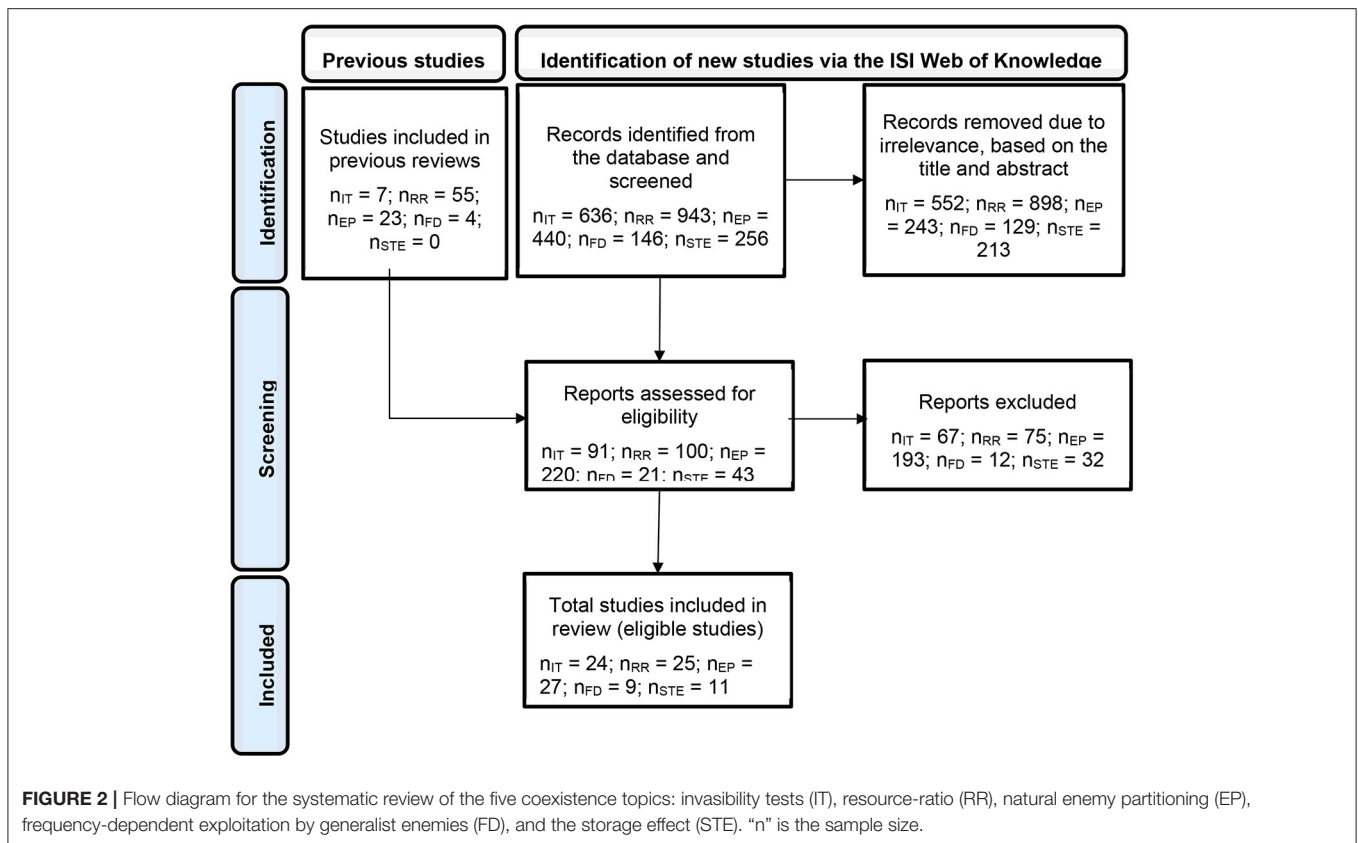 Previous studies
Identification of new studies via the ISI Web of Knowledge
Identification
Studies included in
previous reviews
nIT = 7; nRR = 55;
nEP = 23; nFD = 4;
nSTE = 0
Records identified from
the database and
screened
nIT = 636; nRR = 943; nEP =
440; nFD = 146; nSTE = 256
Records removed due to
irrelevance, based on the
title and abstract
nIT = 552; nRR = 898; nEP
= 243; nFD = 129; nSTE =
213
Screening
Reports assessed for
eligibility
nIT = 91; nRR = 100; nEP =
220; nFD = 21; nSTE = 43
Reports excluded
nIT = 67; nRR = 75; nEP =
193; nFD = 12; nSTE = 32
Included
Total studies included in
review (eligible studies)
nIT = 24; nRR = 25; nEP =
27; nFD = 9; nSTE = 11
FIGURE 2 | Flow diagram for the systematic review of the five coexistence topics: invasibility tests (IT), resource-ratio (RR), natural enemy partitioning (EP),
frequency-dependent exploitation by generalist enemies (FD), and the storage effect (STE). “n” is the sample size.